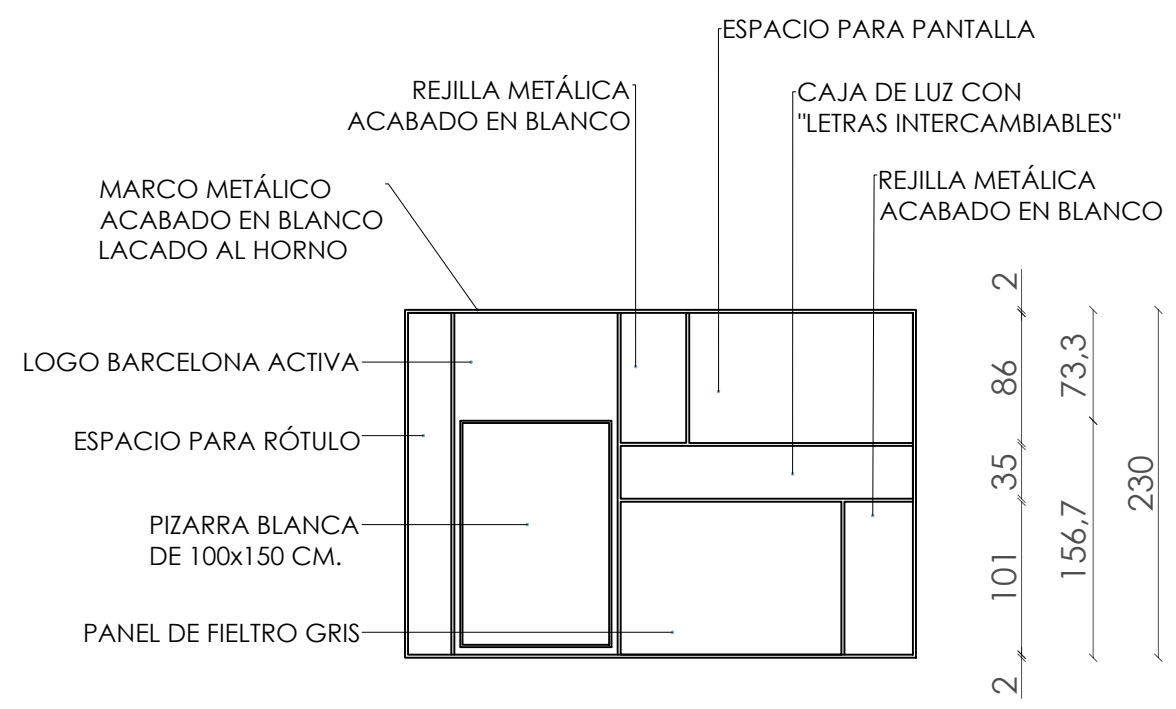 ESPACIO PARA PANTALLA
REJILLA METÁLICA
ACABADO EN BLANCO
CAJA DE LUZ CON
"LETRAS INTERCAMBIABLES"
REJILLA METÁLICA
ACABADO EN BLANCO
MARCO METÁLICO
ACABADO EN BLANCO
LACADO AL HORNO
LOGO BARCELONA ACTIVA
ESPACIO PARA RÓTULO
PIZARRA BLANCA
DE 100x150 CM.
PANEL DE FIELTRO GRIS
2
86
35
101
2
73,3
156,7
230